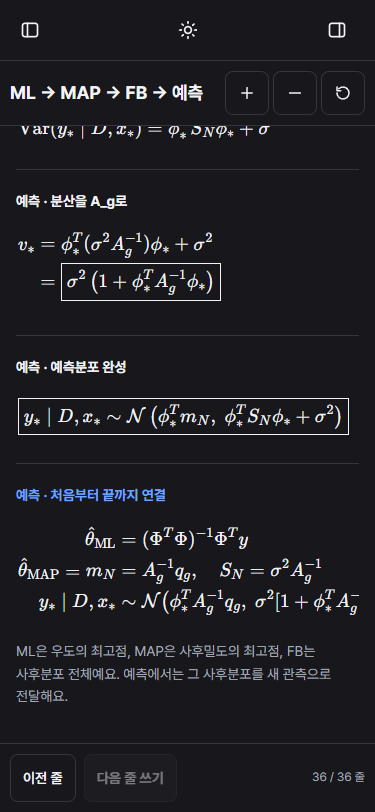 ML → MAP → FB → 예측
Var(y_* | D, x_*) = ϕ_*^T S_N ϕ_* + σ
예측 · 분산을 A_g로
v_* = ϕ_*^T(σ^2 A_g^{-1})ϕ_* + σ^2
= σ^2 (1 + ϕ_*^T A_g^{-1} ϕ_*)
예측 · 예측분포 완성
y_* | D, x_* ∼ N (ϕ_*^T m_N, ϕ_*^T S_N ϕ_* + σ^2)
예측 · 처음부터 끝까지 연결
θ̂_ML = (Φ^T Φ)^{-1} Φ^T y
θ̂_MAP = m_N = A_g^{-1} q_g, S_N = σ^2 A_g^{-1}
y_* | D, x_* ∼ N(ϕ_*^T A_g^{-1} q_g, σ^2[1 + ϕ_*^T A_g^-
ML은 우도의 최고점, MAP은 사후밀도의 최고점, FB는
사후분포 전체예요. 예측에서는 그 사후분포를 새 관측으로
전달해요.
이전 줄
다음 줄 쓰기
36 / 36 줄